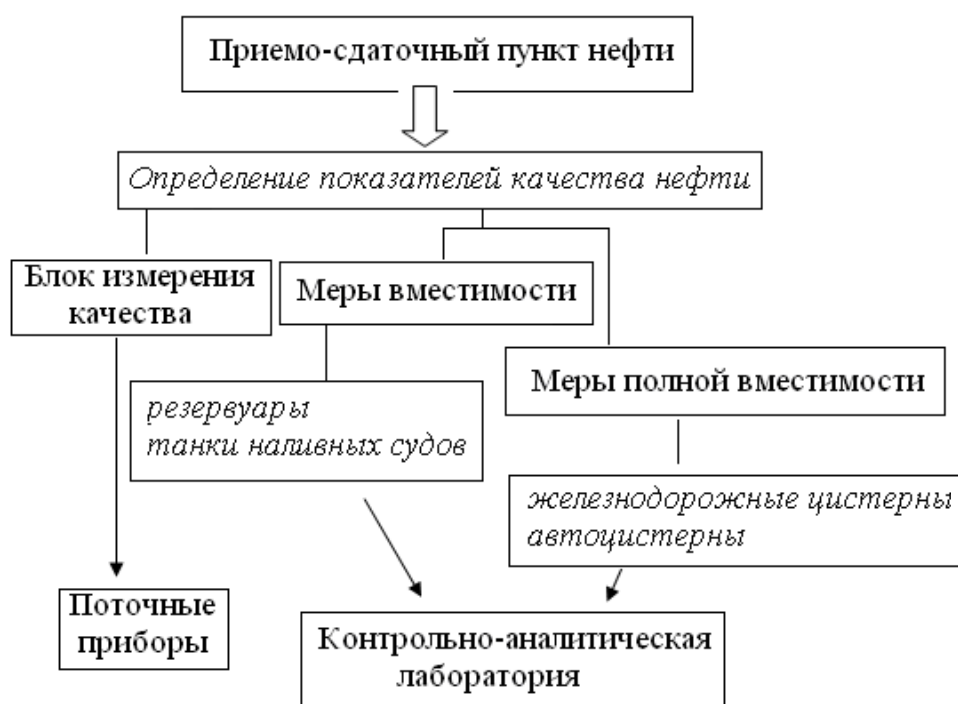 Приемо-сдаточный пункт нефти
Определение показателей качества нефти
Блок измерения
качества
Меры вместимости
Меры полной вместимости
резервуары
танки наливных судов
железнодорожные цистерны
автоцистерны
Поточные
приборы
Контрольно-аналитическая
лаборатория